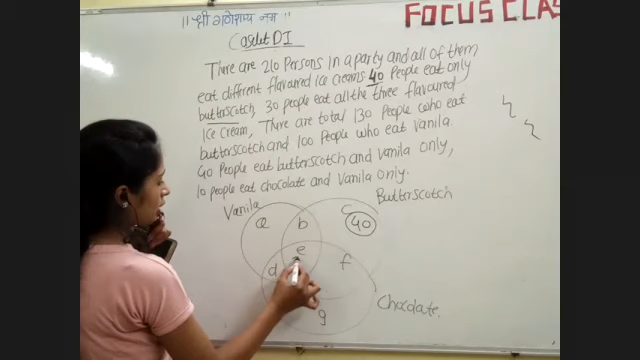 || श्री गणेशाय नमः
FOCUS CLAS
Caselet DI
There are 210 Persons in a party and all of them
eat different flavoured Ice Creams 40 People eat only
butterscotch, 30 people eat all the three flavoured
Ice cream, There are total 130 People who eat
butterscotch and 100 People who eat vanila
40 People eat butterscotch and vanila only,
10 people eat chocolate and Vanila only.
Vanila
Butterscotch
a
b
c
40
e
d
f
g
Chocolate.